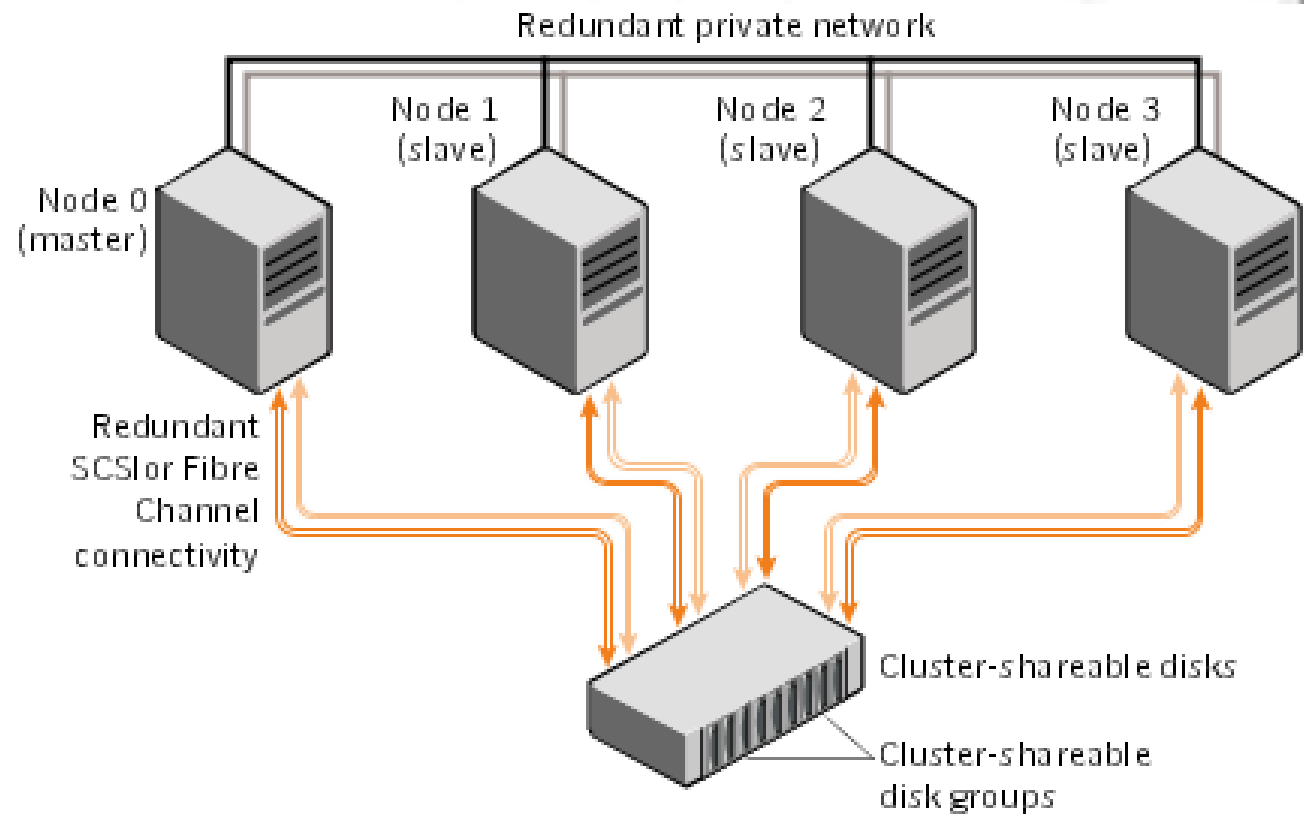 Redundant private network
Node 1
(slave)
Node 2
(slave)
Node 3
(slave)
Node 0
(master)
Redundant
SCSIor Fibre
Channel
connectivity
Cluster-shareable disks
Cluster-shareable
disk groups